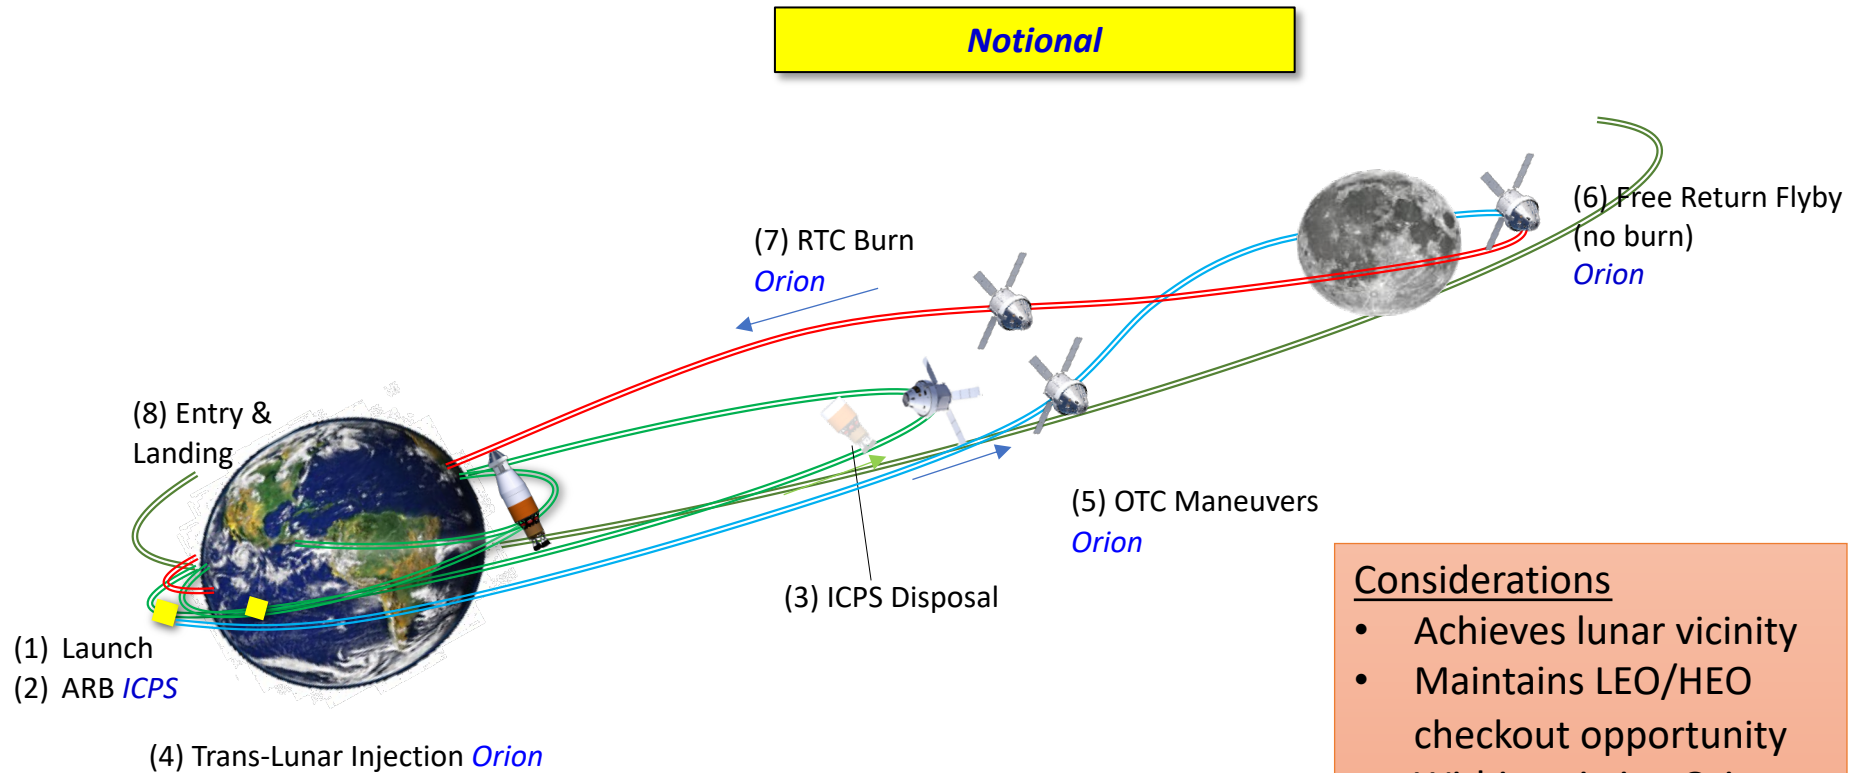 Notional
(6) Free Return Flyby
(no burn)
Orion
(7) RTC Burn
Orion
(8) Entry &
Landing
(5) OTC Maneuvers
Orion
(3) ICPS Disposal
(1) Launch
(2) ARB ICPS
(4) Trans-Lunar Injection Orion
Considerations
• Achieves lunar vicinity
• Maintains LEO/HEO
checkout opportunity